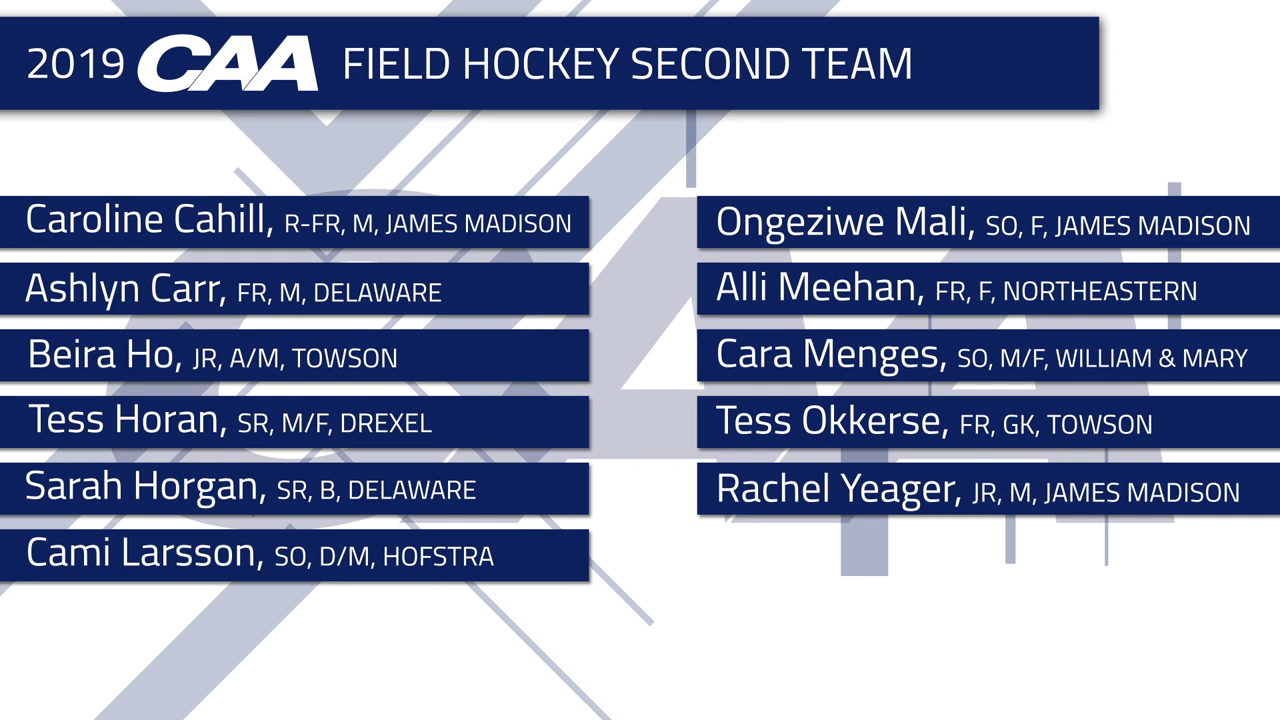 2019 CAA FIELD HOCKEY SECOND TEAM
Caroline Cahill, R-FR, M, JAMES MADISON
Ashlyn Carr, FR, M, DELAWARE
Beira Ho, JR, A/M, TOWSON
Tess Horan, SR, M/F, DREXEL
Sarah Horgan, SR, B, DELAWARE
Cami Larsson, SO, D/M, HOFSTRA
Ongeziwe Mali, SO, F, JAMES MADISON
Alli Meehan, FR, F, NORTHEASTERN
Cara Menges, SO, M/F, WILLIAM & MARY
Tess Okkerse, FR, GK, TOWSON
Rachel Yeager, JR, M, JAMES MADISON